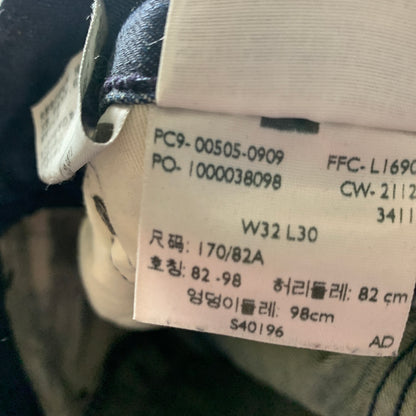 PC9- 00505-0909 FFC- L1690
PO- 1000038098 CW- 2112
3411
W32 L30
尺码: 170/82A
호칭: 82 -98 허리둘레: 82 cm
엉덩이둘레: 98cm
S40196 AD